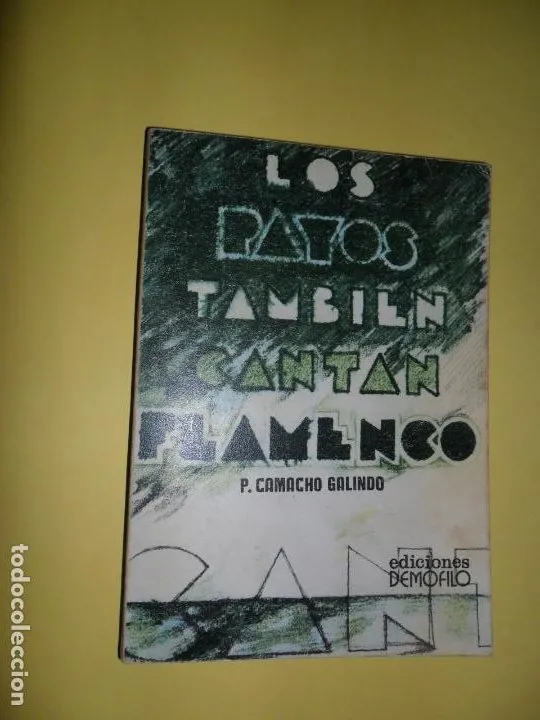 LOS
PAYOS
TAMBIEN
CANTAN
FLAMENCO
P. CAMACHO GALINDO
ediciones
DEMÓFILO
CANT
todocoleccion